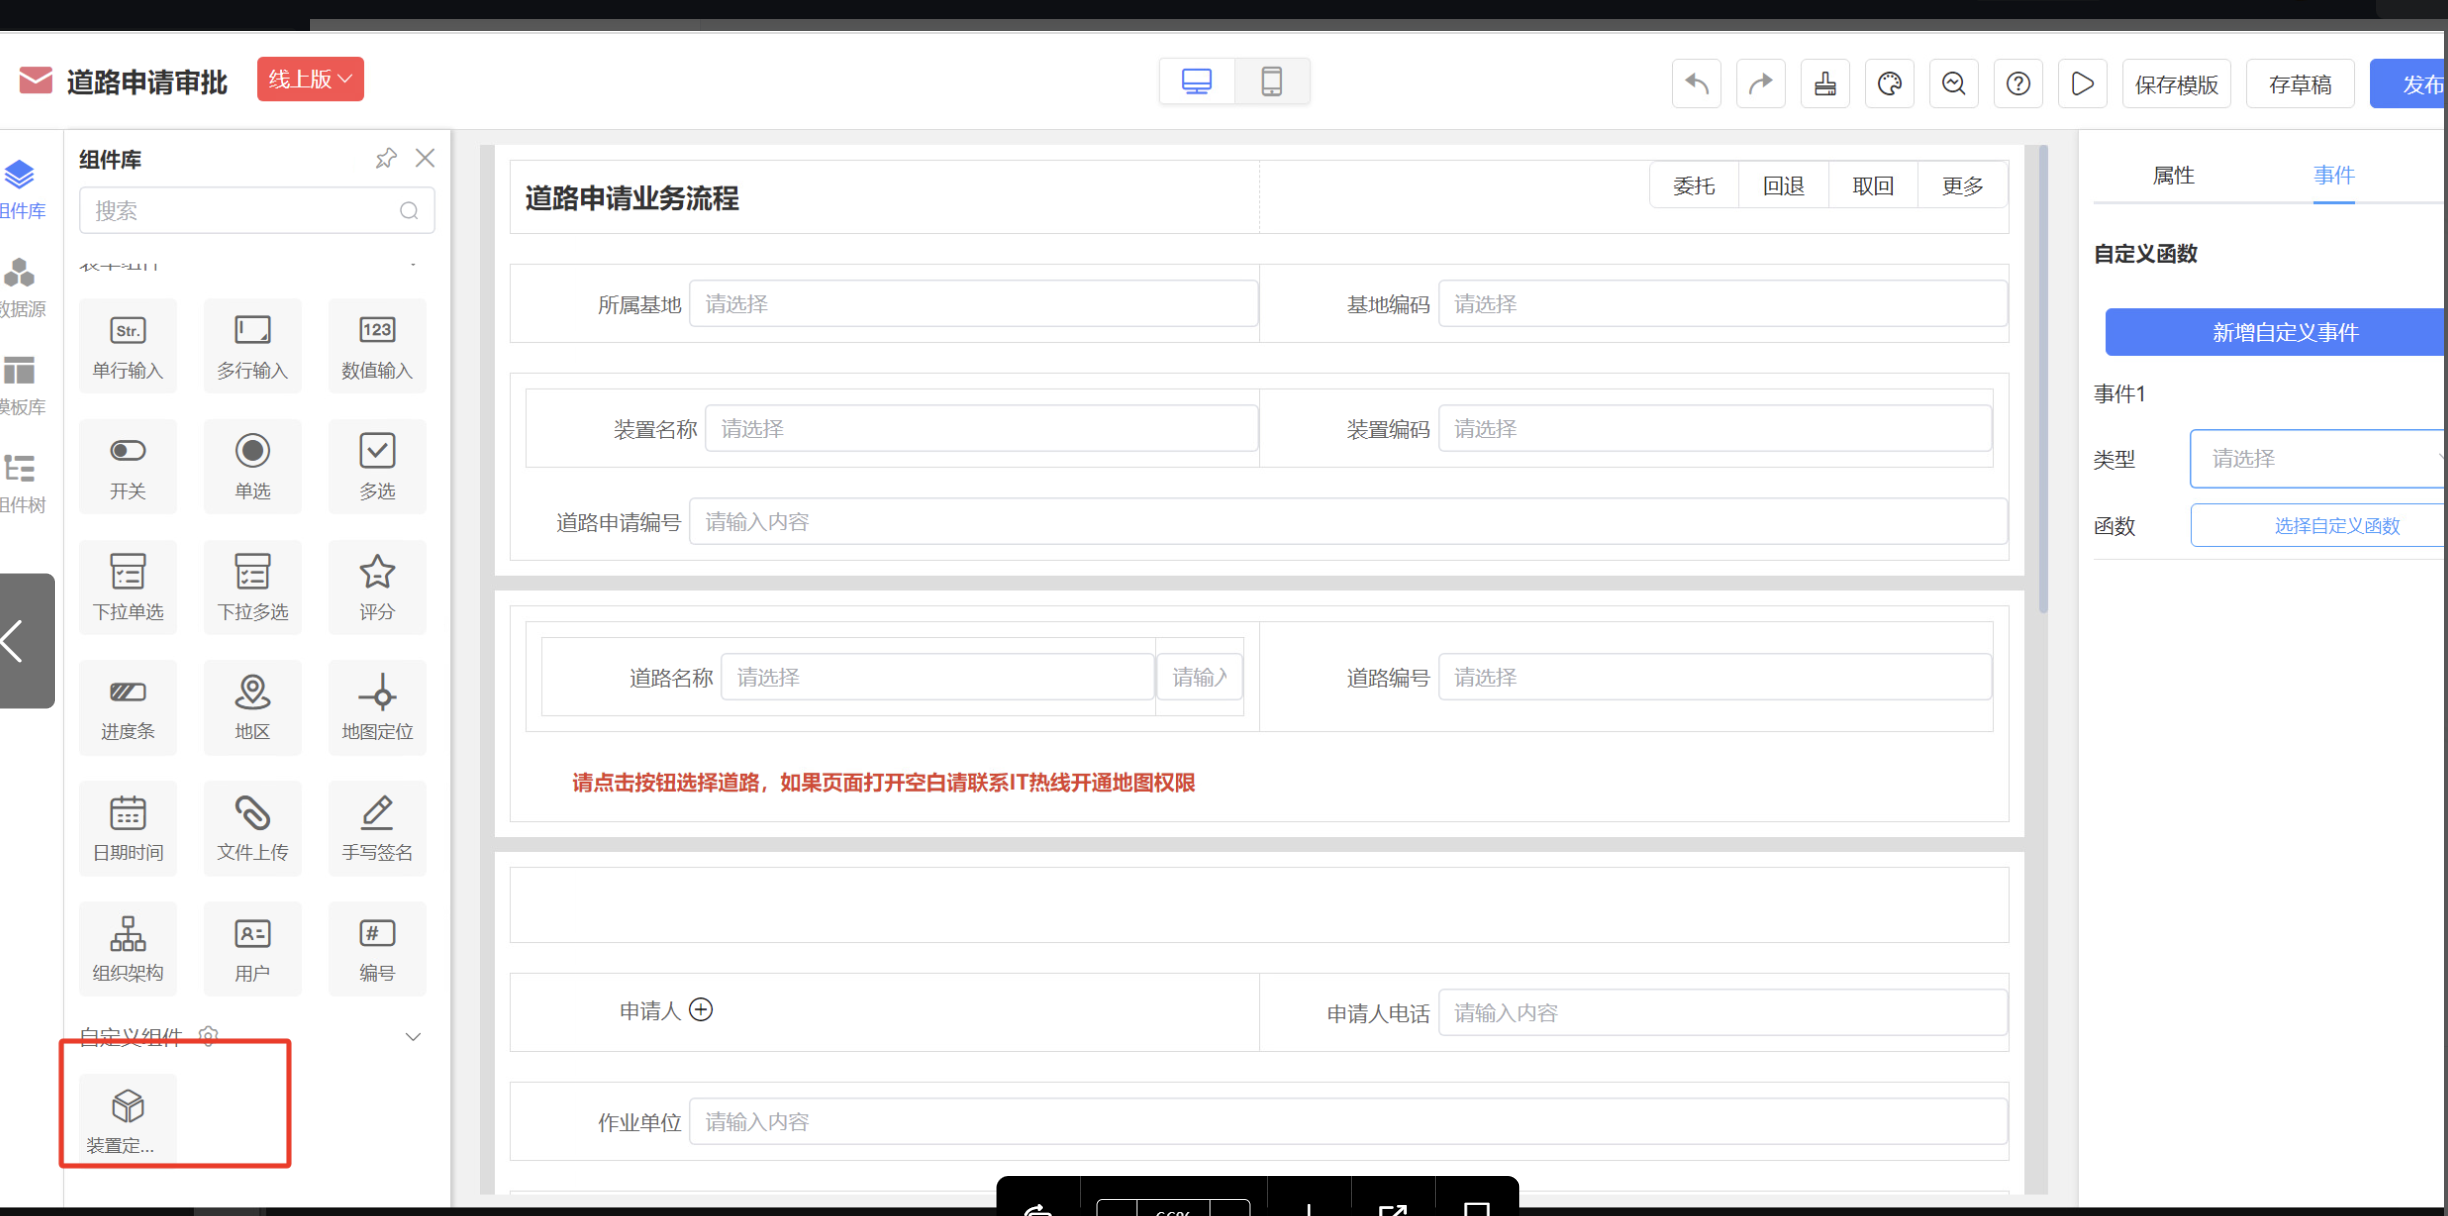 道路申请审批
线上版
保存模版
存草稿
发布
组件库
搜索
组件库
数据源
模板库
组件树
表单组件
Str.
单行输入
多行输入
123
数值输入
开关
单选
多选
下拉单选
下拉多选
评分
进度条
地区
地图定位
日期时间
文件上传
手写签名
组织架构
用户
#
编号
自定义组件
装置定...
道路申请业务流程
委托
回退
取回
更多
所属基地
请选择
基地编码
请选择
装置名称
请选择
装置编码
请选择
道路申请编号
请输入内容
道路名称
请选择
请输入
道路编号
请选择
请点击按钮选择道路，如果页面打开空白请联系IT热线开通地图权限
申请人
申请人电话
请输入内容
作业单位
请输入内容
66%
属性
事件
自定义函数
新增自定义事件
事件1
类型
请选择
函数
选择自定义函数